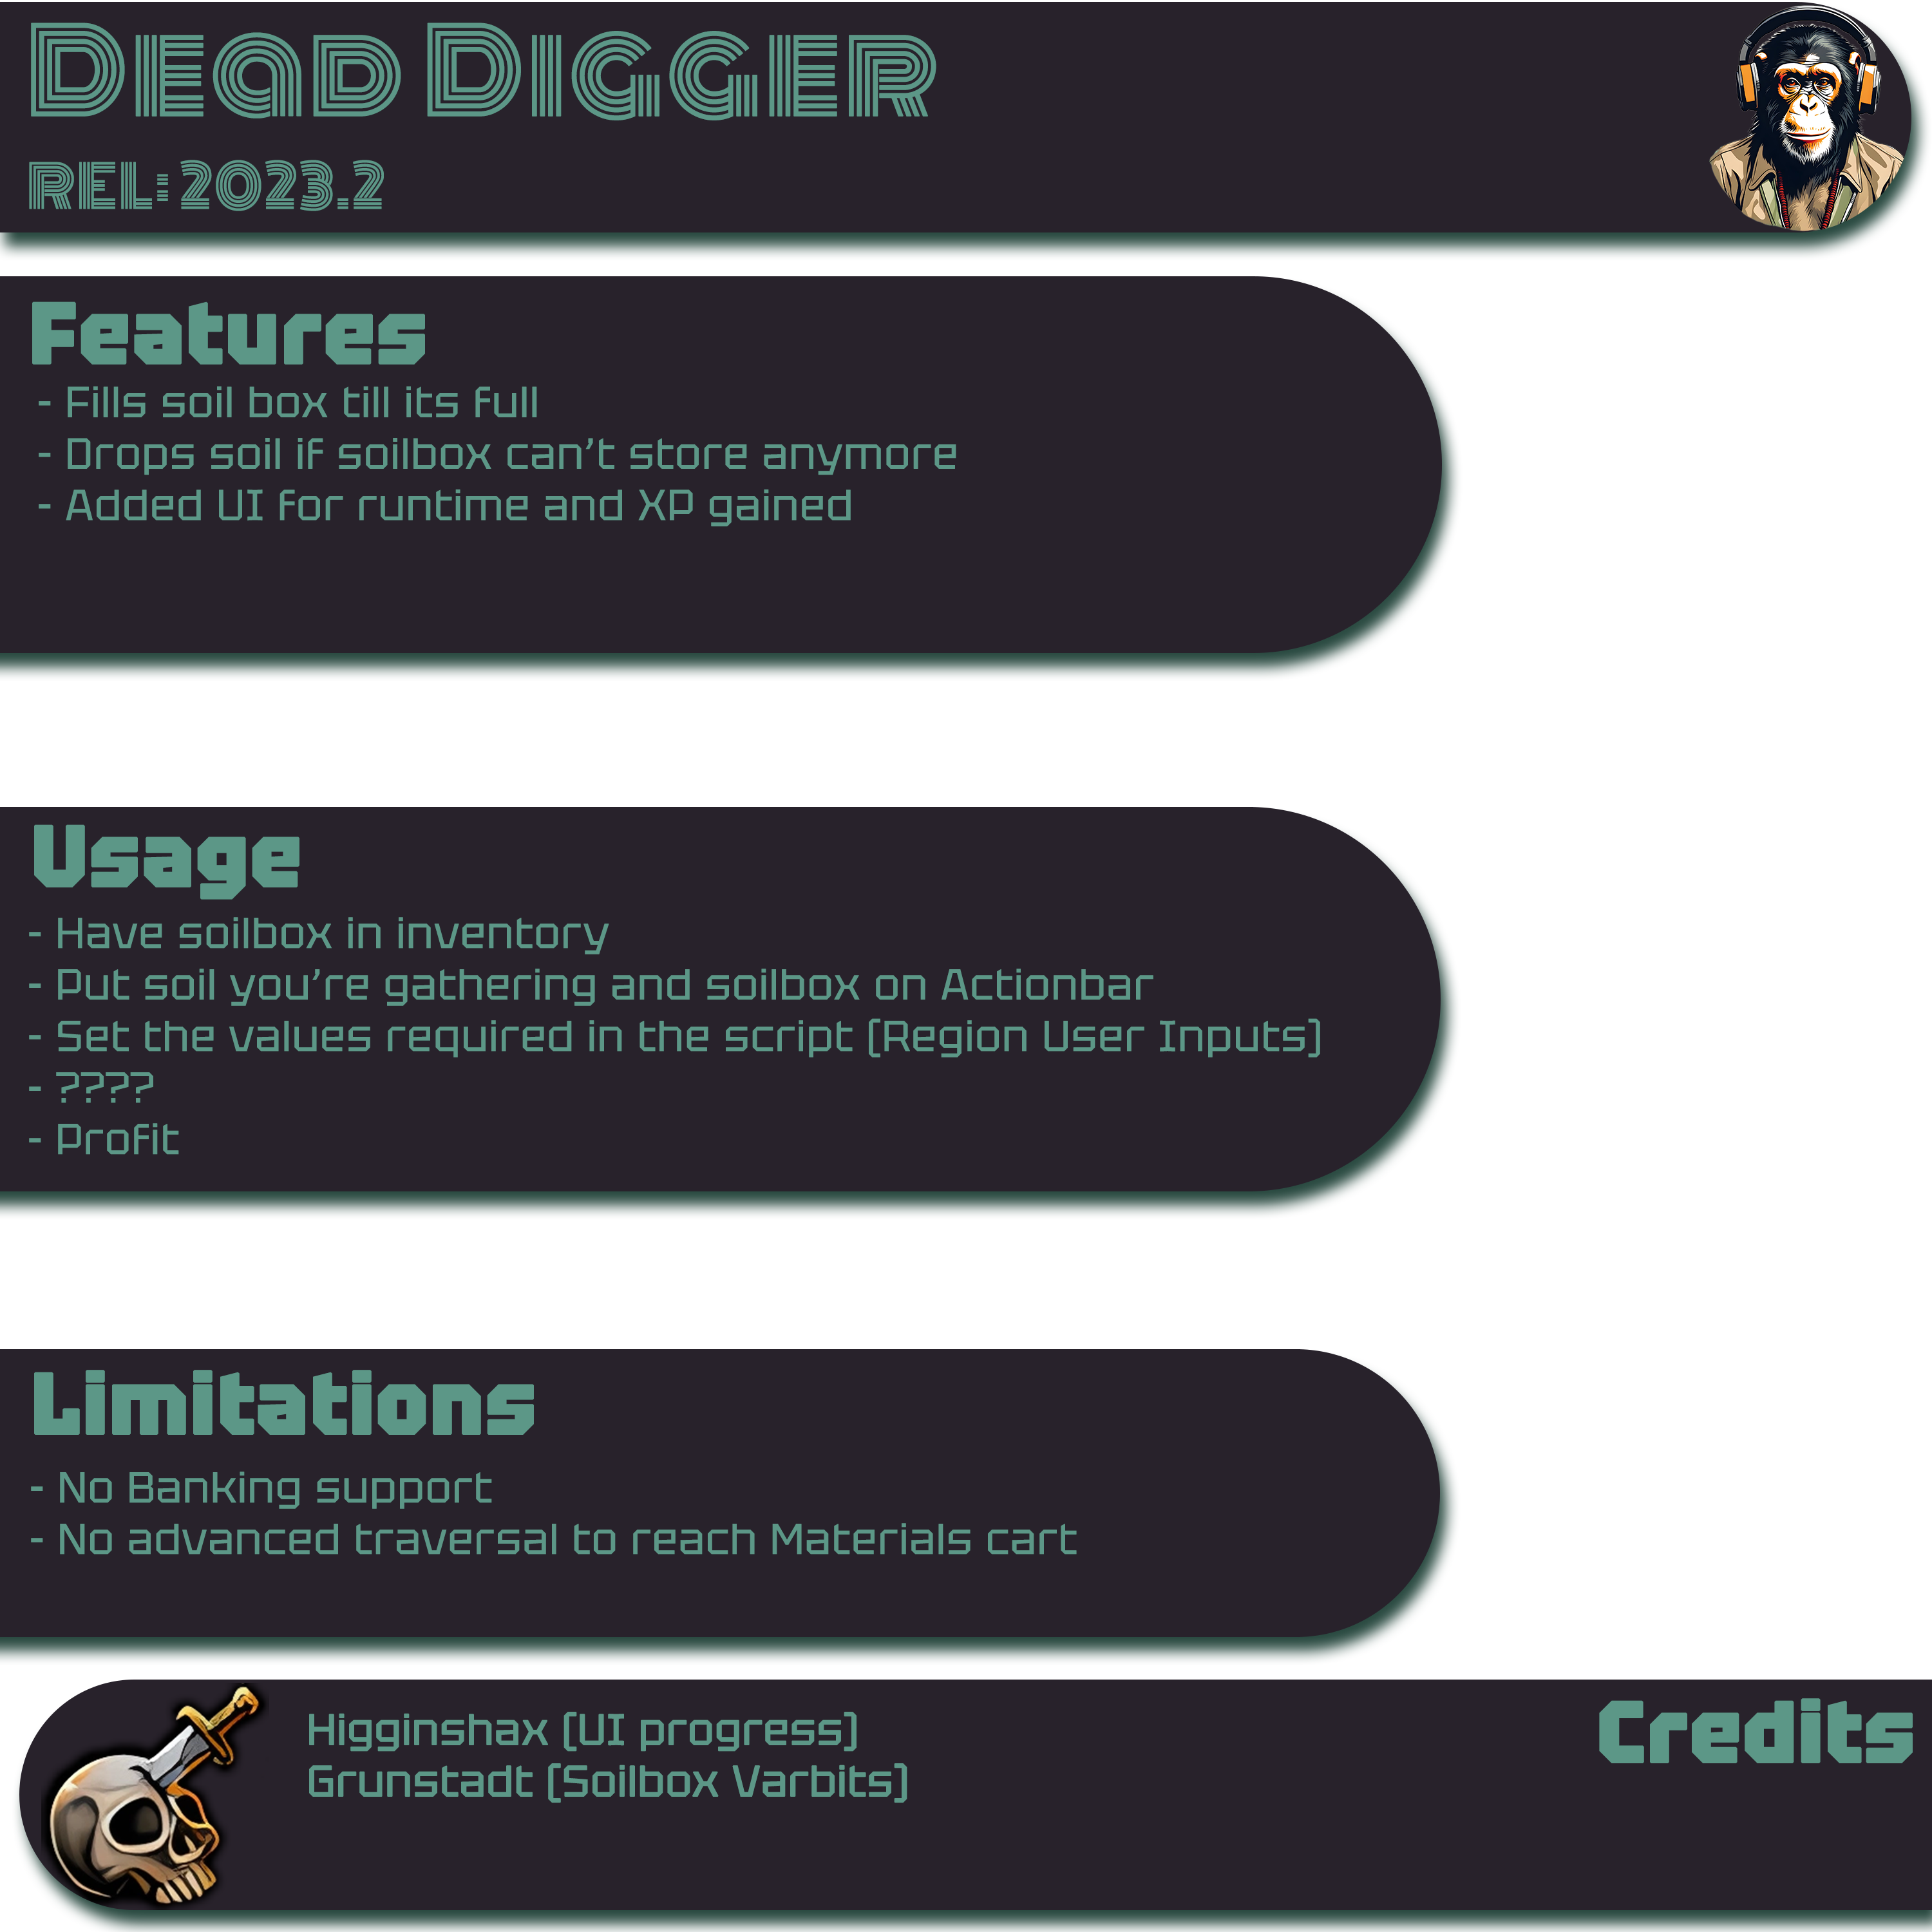 Dead Digger
REL: 2023.2
Features
- Fills soil box till its full
- Drops soil if soilbox can't store anymore
- Added UI for runtime and XP gained
Usage
- Have soilbox in inventory
- Put soil you're gathering and soilbox on Actionbar
- Set the values required in the script (Region User Inputs)
- ????
- Profit
Limitations
- No Banking support
- No advanced traversal to reach Materials cart
Credits
Higginshax (UI progress)
Grunstadt (Soilbox Varbits)